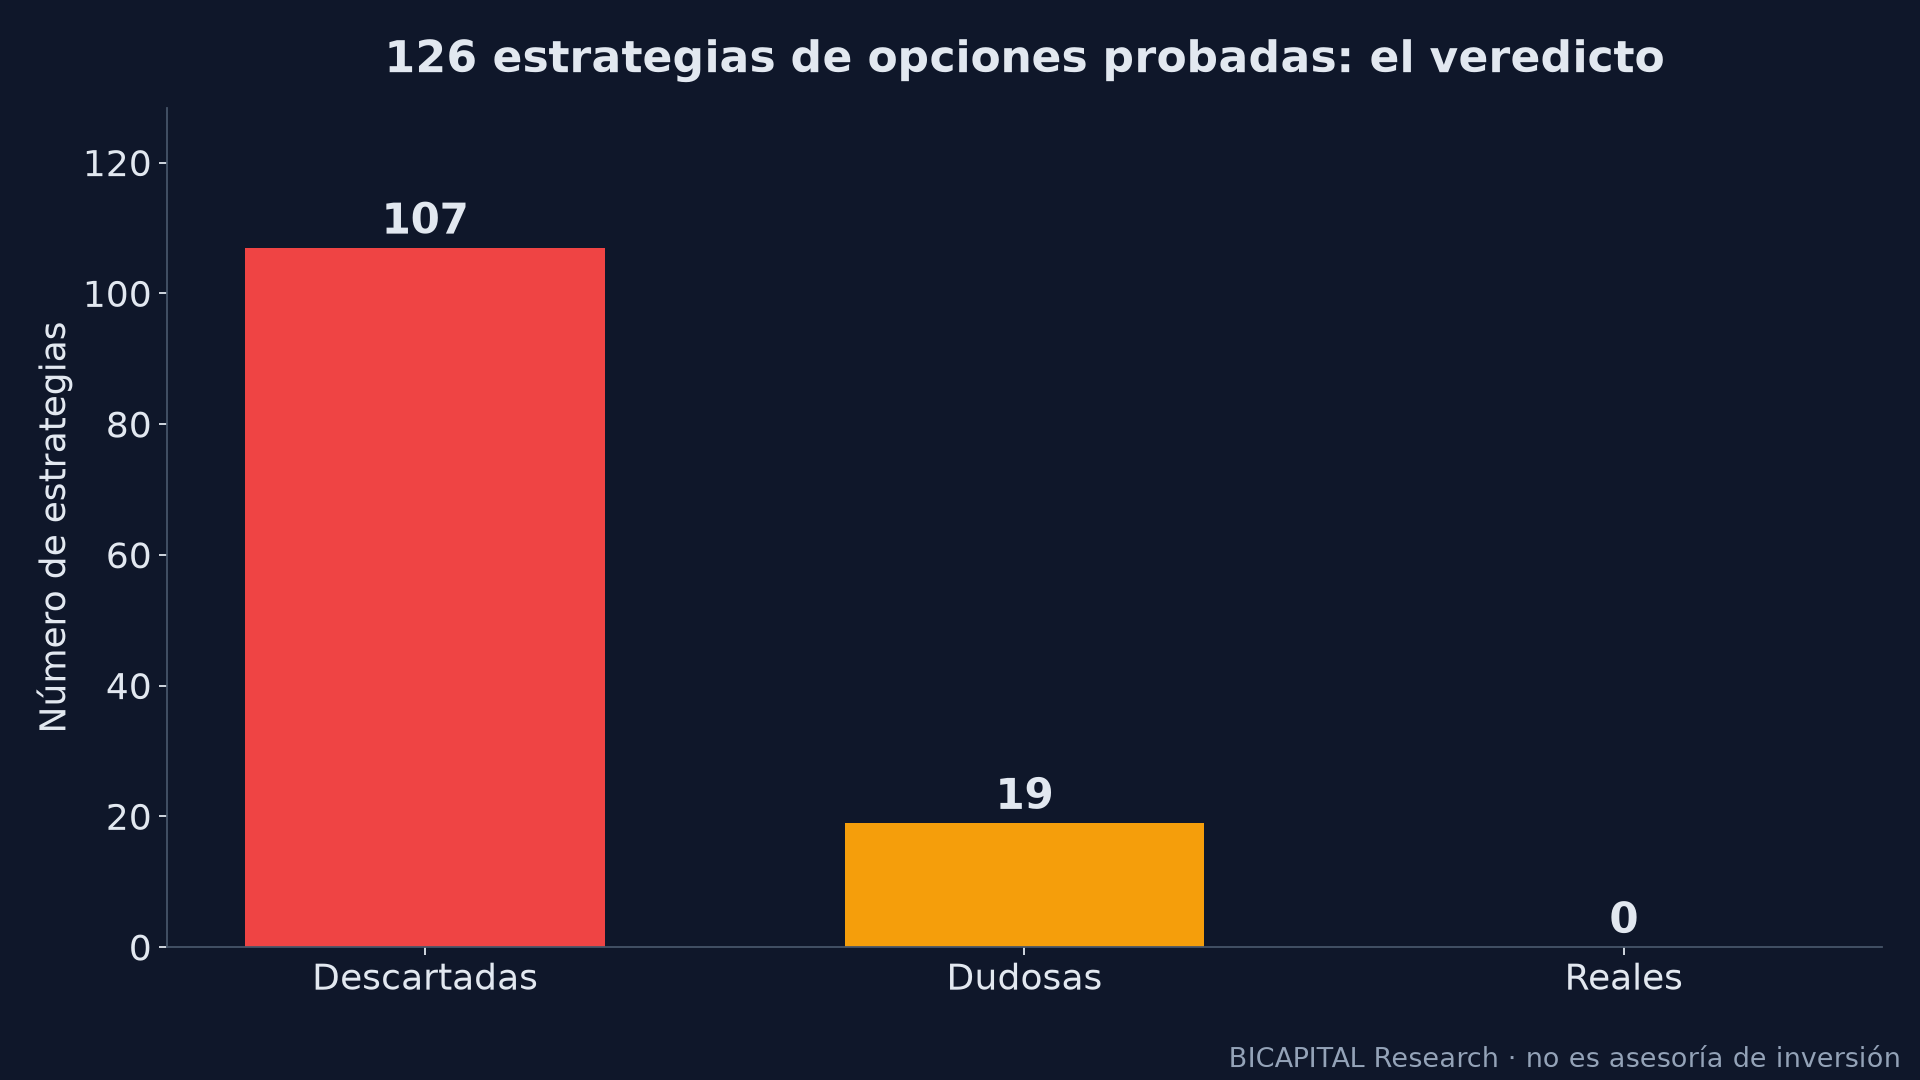 126 estrategias de opciones probadas: el veredicto
Número de estrategias
120
100
80
60
40
20
0
107
19
0
Descartadas
Dudosas
Reales
BICAPITAL Research · no es asesoría de inversión